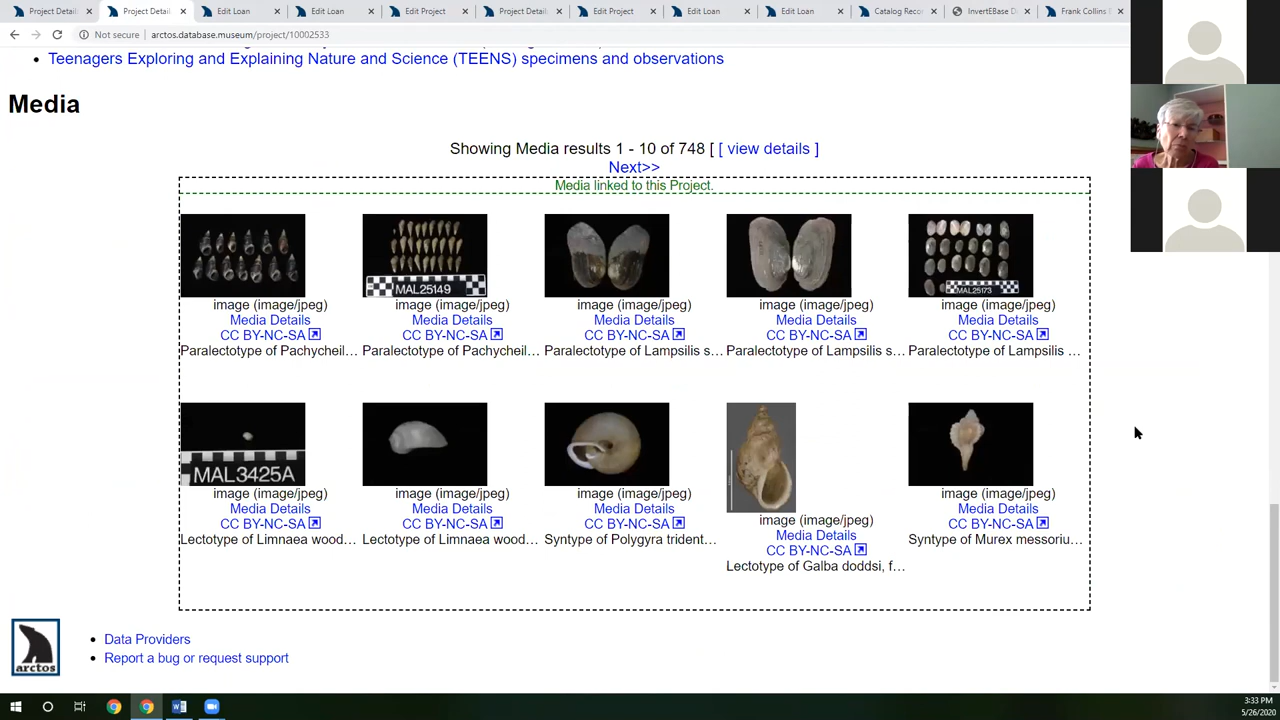 Project Detail
Project Detail
Edit Loan
Edit Loan
Edit Project
Project Detail
Edit Project
Edit Loan
Edit Loan
Catalog Reco
InvertEBase D
Frank Collins
Not secure | arctos.database.museum/project/10002533
Teenagers Exploring and Explaining Nature and Science (TEENS) specimens and observations
Media
Showing Media results 1 - 10 of 748 [ [ view details ]
Next>>
Media linked to this Project.
MAL25149
MAL25173
image (image/jpeg) image (image/jpeg) image (image/jpeg) image (image/jpeg) image (image/jpeg)
Media Details Media Details Media Details Media Details Media Details
CC BY-NC-SA CC BY-NC-SA CC BY-NC-SA CC BY-NC-SA CC BY-NC-SA
Paralectotype of Pachycheil... Paralectotype of Pachycheil... Paralectotype of Lampsilis s... Paralectotype of Lampsilis s... Paralectotype of Lampsilis ...
MAL3425A
image (image/jpeg) image (image/jpeg) image (image/jpeg) image (image/jpeg)
Media Details Media Details Media Details Media Details
CC BY-NC-SA CC BY-NC-SA CC BY-NC-SA CC BY-NC-SA
Lectotype of Limnaea wood... Lectotype of Limnaea wood... Syntype of Polygyra trident... Syntype of Murex messoriu...
image (image/jpeg)
Media Details
CC BY-NC-SA
Lectotype of Galba doddsi, f...
arctos
Data Providers
Report a bug or request support
3:33 PM
5/26/2020